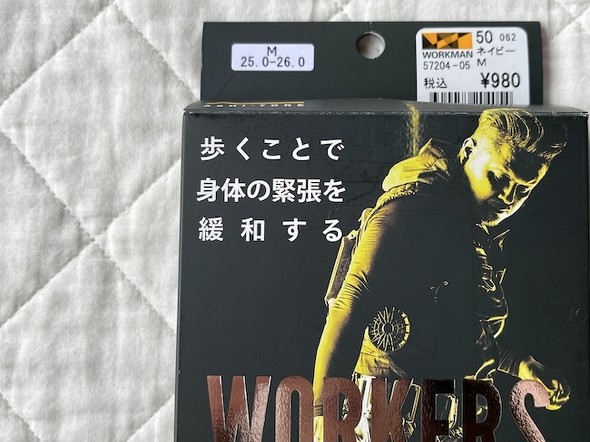 M
25.0-26.0
WORKMAN
50 062
ネイビー
57204-05 M
税込 ¥980
歩くことで
身体の緊張を
緩和する
WORKERS